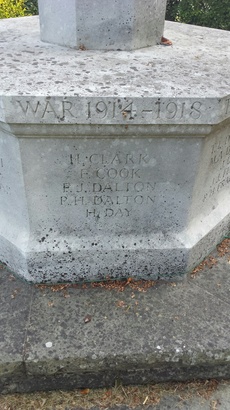 WAR 1914-1918
H. CLARK
F. COOK
F. J. DALTON
R. H. DALTON
H. DAY